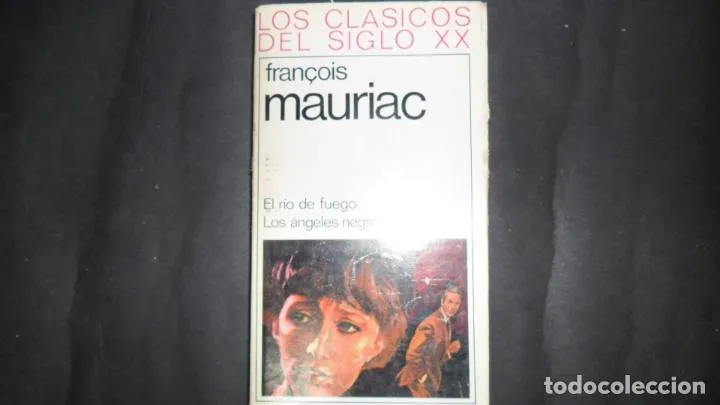 LOS CLASICOS
DEL SIGLO XX
françois
mauriac
El río de fuego
Los ángeles
todocoleccion